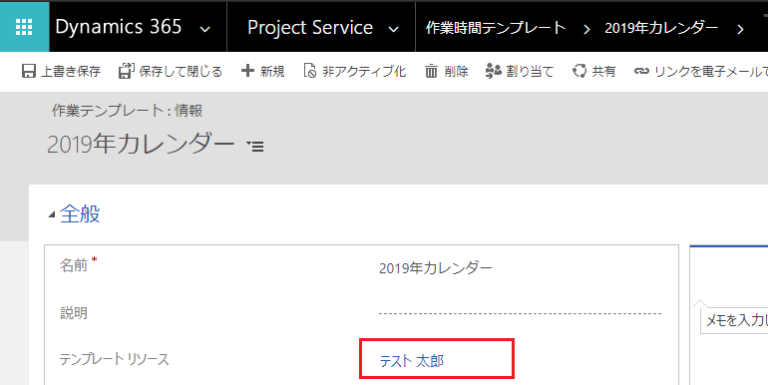 Dynamics 365 Project Service 作業時間テンプレート 2019年カレンダー
上書き保存 保存して閉じる 新規 非アクティブ化 削除 割り当て 共有 リンクを電子メールで
作業テンプレート : 情報
2019年カレンダー
全般
名前* 2019年カレンダー
説明
メモを入力し
テンプレート リソース テスト 太郎